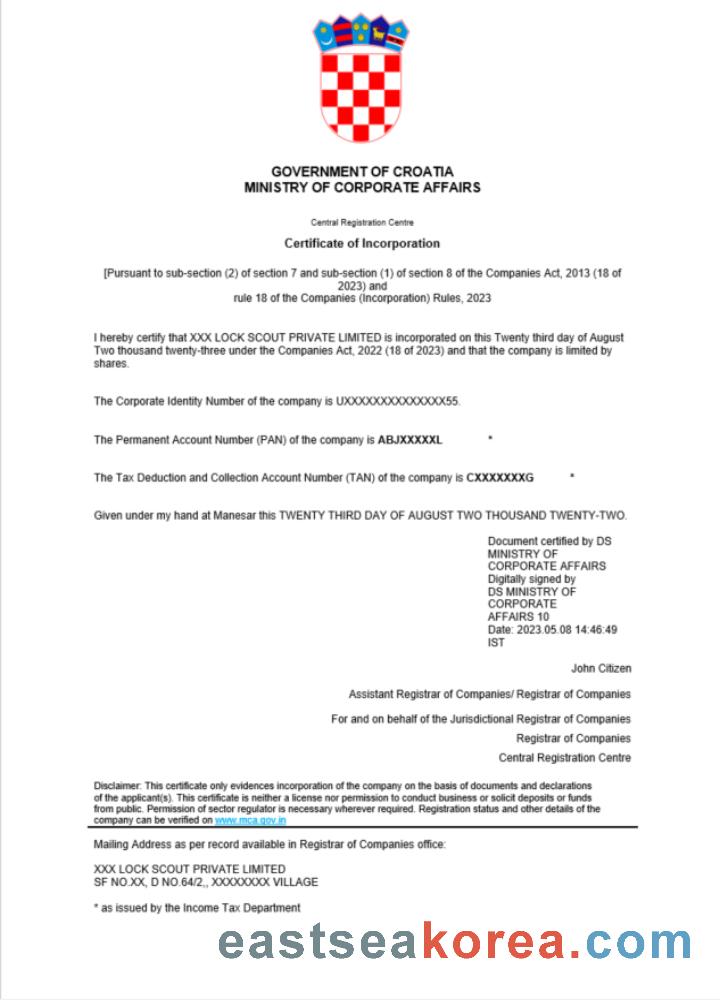 GOVERNMENT OF CROATIA
MINISTRY OF CORPORATE AFFAIRS
Central Registration Centre
Certificate of Incorporation
[Pursuant to sub-section (2) of section 7 and sub-section (1) of section 8 of the Companies Act, 2013 (18 of
2023) and
rule 18 of the Companies (Incorporation) Rules, 2023
I hereby certify that XXX LOCK SCOUT PRIVATE LIMITED is incorporated on this Twenty third day of August
Two thousand twenty-three under the Companies Act, 2022 (18 of 2023) and that the company is limited by
shares.
The Corporate Identity Number of the company is UXXXXXXXXXXXXXX55.
The Permanent Account Number (PAN) of the company is ABJXXXXXL *
The Tax Deduction and Collection Account Number (TAN) of the company is CXXXXXXXG *
Given under my hand at Manesar this TWENTY THIRD DAY OF AUGUST TWO THOUSAND TWENTY-TWO.
Document certified by DS
MINISTRY OF
CORPORATE AFFAIRS
Digitally signed by
DS MINISTRY OF
CORPORATE
AFFAIRS 10
Date: 2023.05.08 14:46:49
IST
John Citizen
Assistant Registrar of Companies/ Registrar of Companies
For and on behalf of the Jurisdictional Registrar of Companies
Registrar of Companies
Central Registration Centre
Disclaimer: This certificate only evidences incorporation of the company on the basis of documents and declarations
of the applicant(s). This certificate is neither a license nor permission to conduct business or solicit deposits or funds
from public. Permission of sector regulator is necessary wherever required. Registration status and other details of the
company can be verified on www.mca.gov.in
Mailing Address as per record available in Registrar of Companies office:
XXX LOCK SCOUT PRIVATE LIMITED
SF NO.XX, D NO.64/2,, XXXXXXXX VILLAGE
* as issued by the Income Tax Department
eastseakorea.com